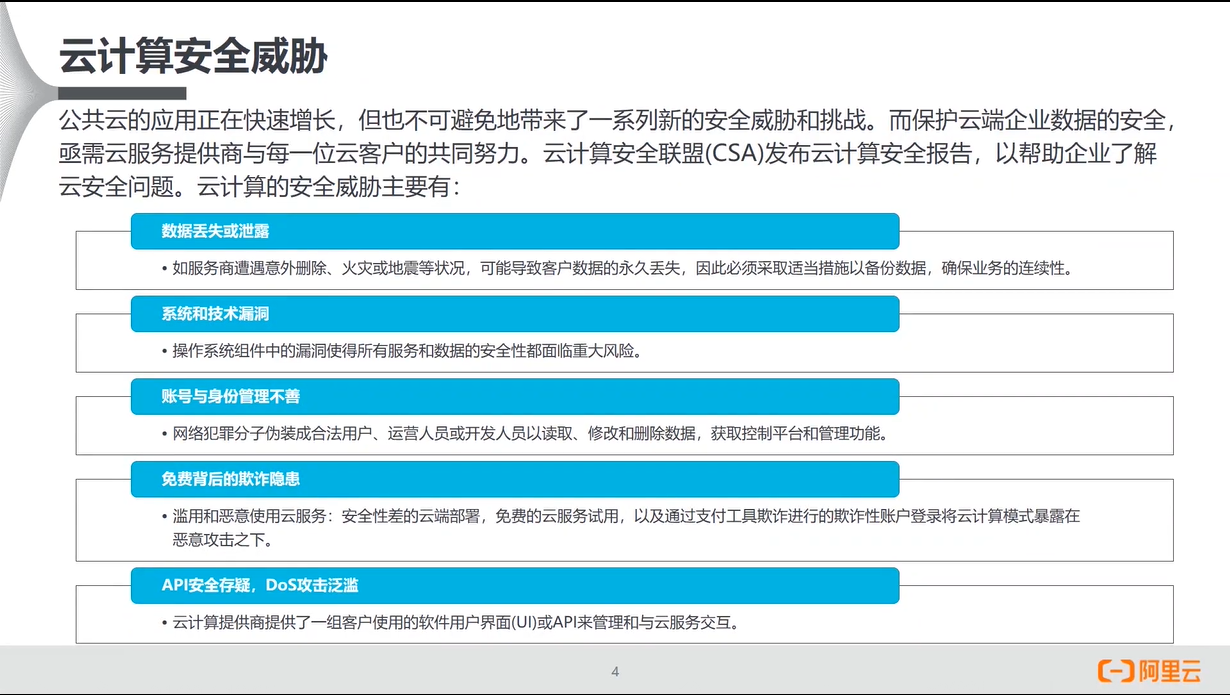 云计算安全威胁
公共云的应用正在快速增长，但也不可避免地带来了一系列新的安全威胁和挑战。而保护云端企业数据的安全，
亟需云服务提供商与每一位云客户的共同努力。云计算安全联盟(CSA)发布云计算安全报告，以帮助企业了解
云安全问题。云计算的安全威胁主要有：
数据丢失或泄露
• 如服务商遭遇意外删除、火灾或地震等状况，可能导致客户数据的永久丢失，因此必须采取适当措施以备份数据，确保业务的连续性。
系统和技术漏洞
• 操作系统组件中的漏洞使得所有服务和数据的安全性都面临重大风险。
账号与身份管理不善
• 网络犯罪分子伪装成合法用户、运营人员或开发人员以读取、修改和删除数据，获取控制平台和管理功能。
免费背后的欺诈隐患
• 滥用和恶意使用云服务：安全性差的云端部署，免费的云服务试用，以及通过支付工具欺诈进行的欺诈性账户登录将云计算模式暴露在
恶意攻击之下。
API安全存疑，DoS攻击泛滥
• 云计算提供商提供了一组客户使用的软件用户界面(UI)或API来管理和与云服务交互。
4
阿里云